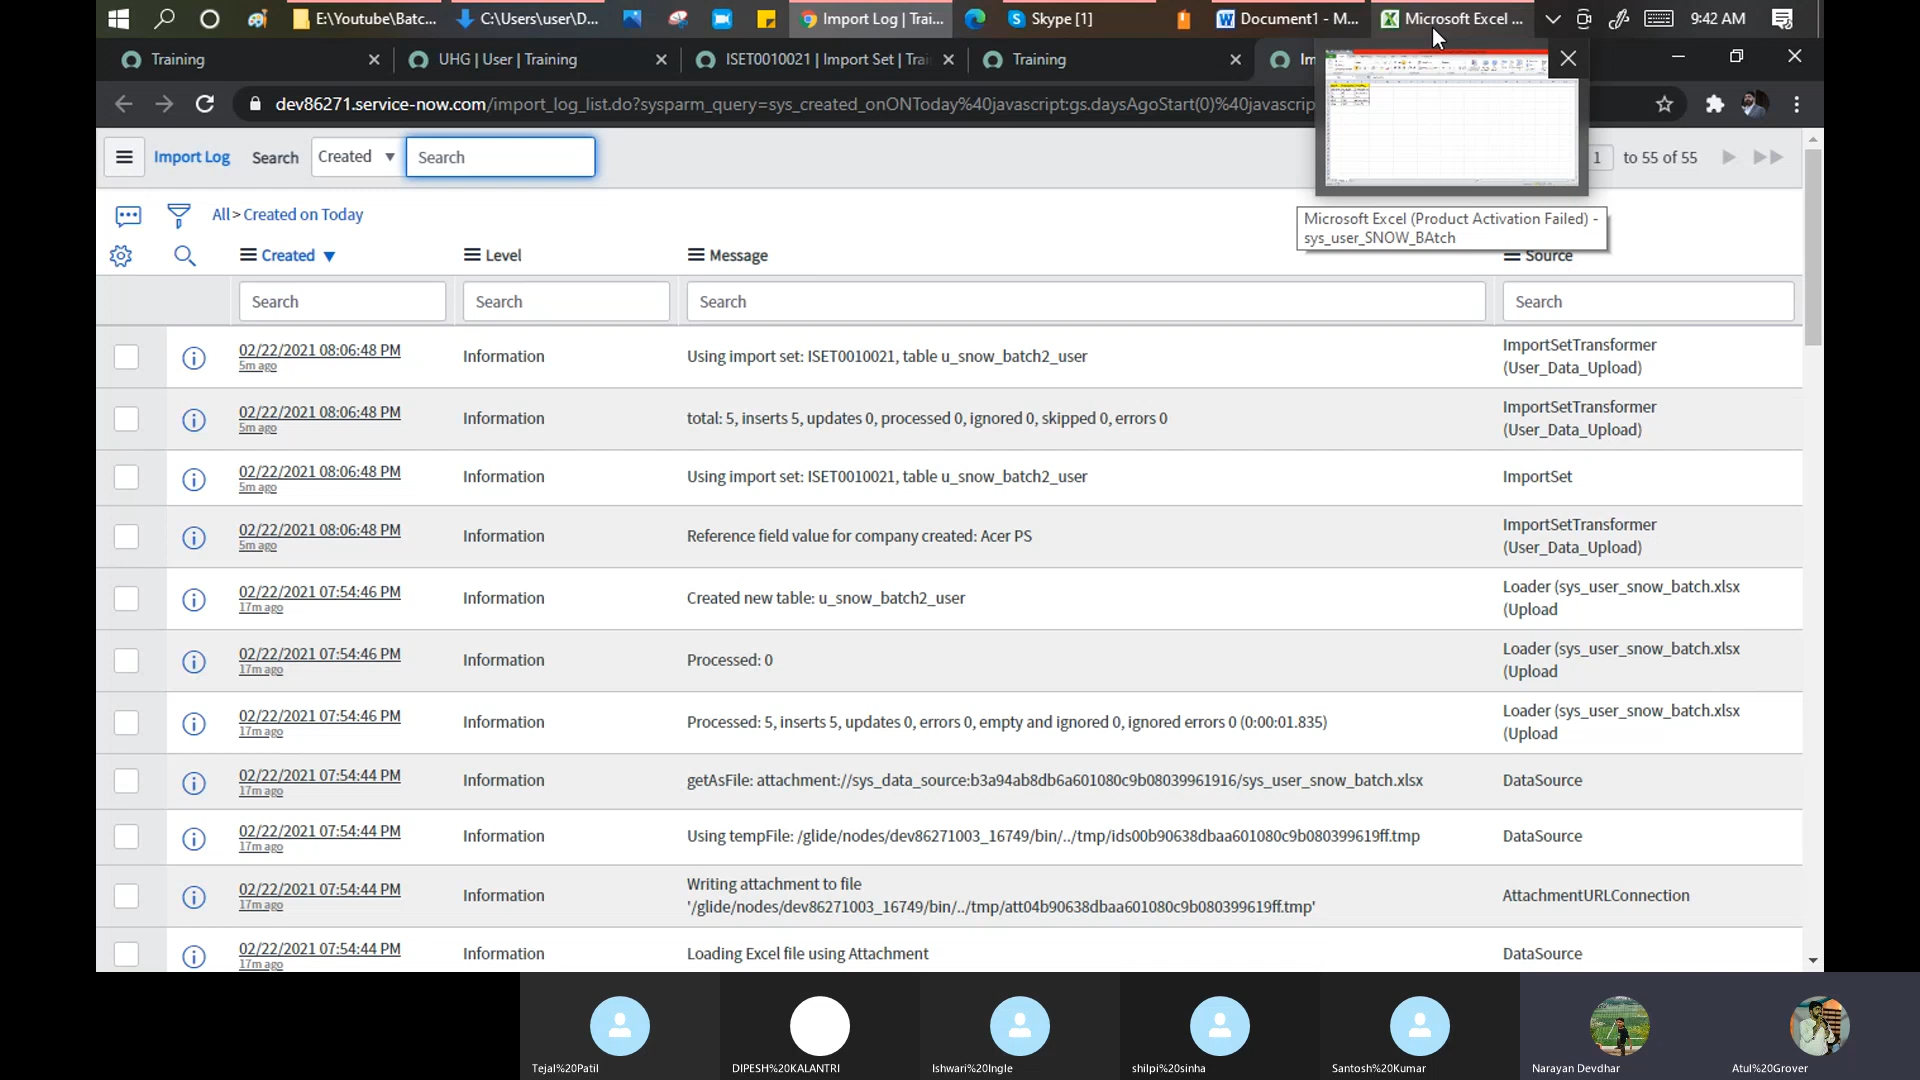 E:\Youtube\Batc...
C:\Users\user\D...
Import Log | Trai...
Skype [1]
Document1 - M...
Microsoft Excel ...
9:42 AM
Training
UHG | User | Training
ISET0010021 | Import Set | Trai
Training
Im
dev86271.service-now.com/import_log_list.do?sysparm_query=sys_created_onONToday%40javascript:gs.daysAgoStart(0)%40javascrip
Import Log
Search
Created
Search
1
to 55 of 55
Microsoft Excel (Product Activation Failed) -
sys_user_SNOW_BAtch
All > Created on Today
Created
Level
Message
Source
Search
Search
Search
Search
02/22/2021 08:06:48 PM
5m ago
Information
Using import set: ISET0010021, table u_snow_batch2_user
ImportSetTransformer
(User_Data_Upload)
02/22/2021 08:06:48 PM
5m ago
Information
total: 5, inserts 5, updates 0, processed 0, ignored 0, skipped 0, errors 0
ImportSetTransformer
(User_Data_Upload)
02/22/2021 08:06:48 PM
5m ago
Information
Using import set: ISET0010021, table u_snow_batch2_user
ImportSet
02/22/2021 08:06:48 PM
5m ago
Information
Reference field value for company created: Acer PS
ImportSetTransformer
(User_Data_Upload)
02/22/2021 07:54:46 PM
17m ago
Information
Created new table: u_snow_batch2_user
Loader (sys_user_snow_batch.xlsx
(Upload
02/22/2021 07:54:46 PM
17m ago
Information
Processed: 0
Loader (sys_user_snow_batch.xlsx
(Upload
02/22/2021 07:54:46 PM
17m ago
Information
Processed: 5, inserts 5, updates 0, errors 0, empty and ignored 0, ignored errors 0 (0:00:01.835)
Loader (sys_user_snow_batch.xlsx
(Upload
02/22/2021 07:54:44 PM
17m ago
Information
getAsFile: attachment://sys_data_source:b3a94ab8db6a601080c9b08039961916/sys_user_snow_batch.xlsx
DataSource
02/22/2021 07:54:44 PM
17m ago
Information
Using tempFile: /glide/nodes/dev86271003_16749/bin/../tmp/ids00b90638dbaa601080c9b080399619ff.tmp
DataSource
02/22/2021 07:54:44 PM
17m ago
Information
Writing attachment to file
'/glide/nodes/dev86271003_16749/bin/../tmp/att04b90638dbaa601080c9b080399619ff.tmp'
AttachmentURLConnection
02/22/2021 07:54:44 PM
17m ago
Information
Loading Excel file using Attachment
DataSource
Tejal%20Patil
DIPESH%20KALANTRI
Ishwari%20Ingle
shilpi%20sinha
Santosh%20Kumar
Narayan Devdhar
Atul%20Grover